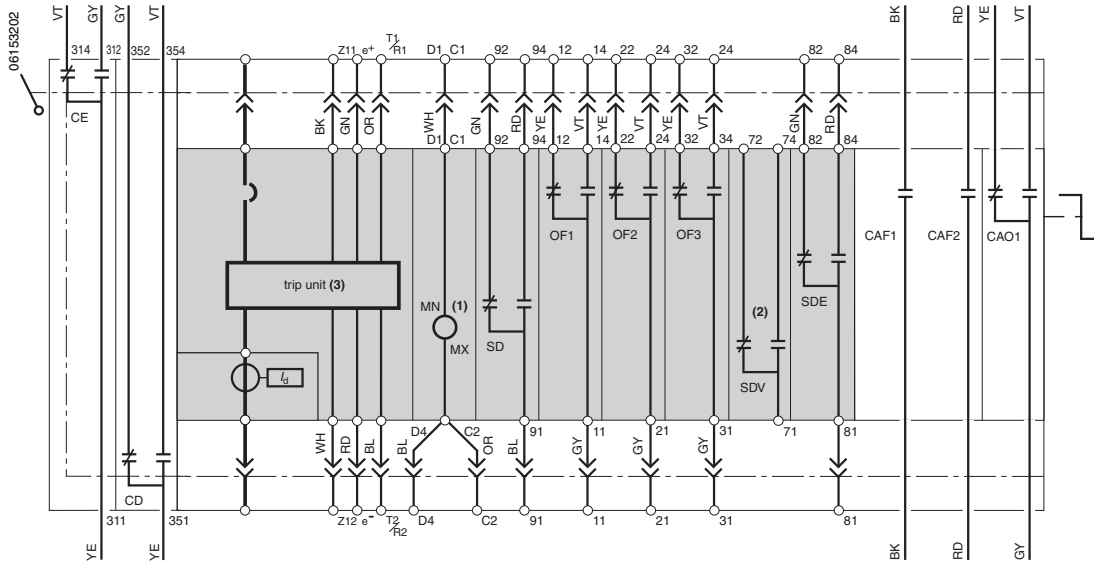 06153202
VT GY GY VT BK RD YE VT
314 312 352 354 Z11 e+ T1/R1 D1 C1 92 94 12 14 22 24 32 24 82 84
CE
BK GN OR WH GN RD YE VT YE VT YE VT GN RD
D1 C1 92 94 12 14 22 24 32 34 72 74 82 84
OF1 OF2 OF3 CAF1 CAF2 CAO1
trip unit (3)
SDE
MN (1) (2)
MX SD
Id
SDV
D4 C2 91 11 21 31 71 81
WH RD BL BL OR BL GY GY GY
CD
311 351 Z12 e- T2/R2 D4 C2 91 11 21 31 81
YE YE BK RD GY